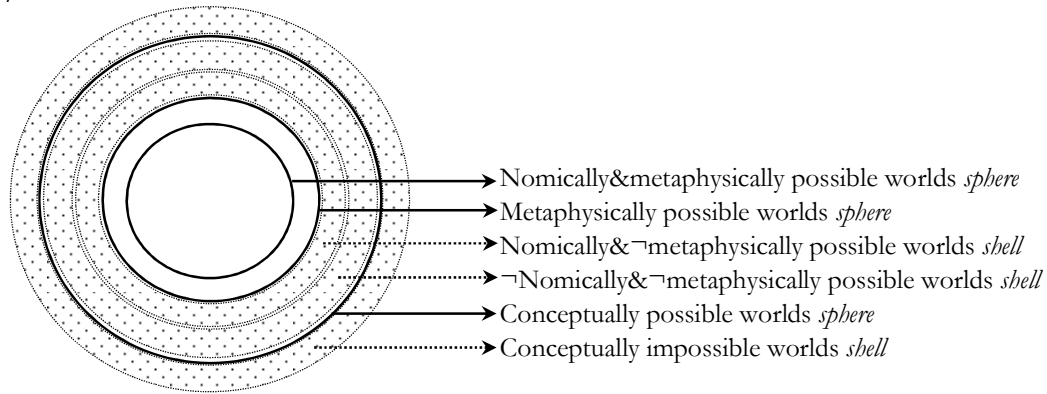 Nomically&metaphysically possible worlds sphere
Metaphysically possible worlds sphere
Nomically&¬metaphysically possible worlds shell
¬Nomically&¬metaphysically possible worlds shell
Conceptually possible worlds sphere
Conceptually impossible worlds shell